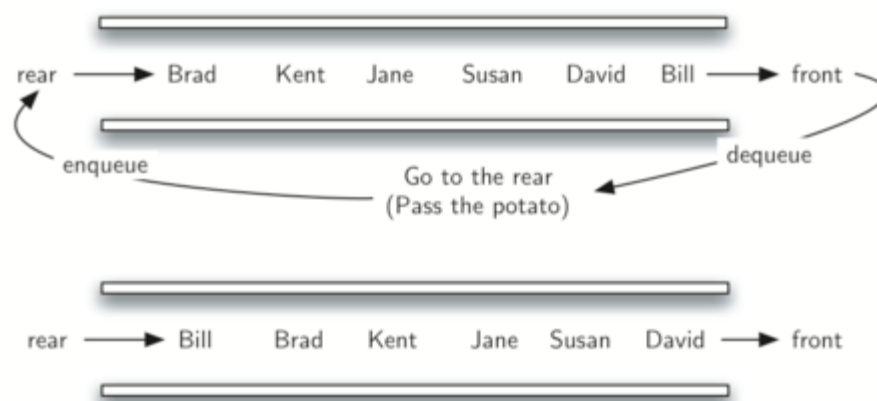 rear Brad Kent Jane Susan David Bill front
enqueue
dequeue
Go to the rear
(Pass the potato)
rear Bill Brad Kent Jane Susan David front